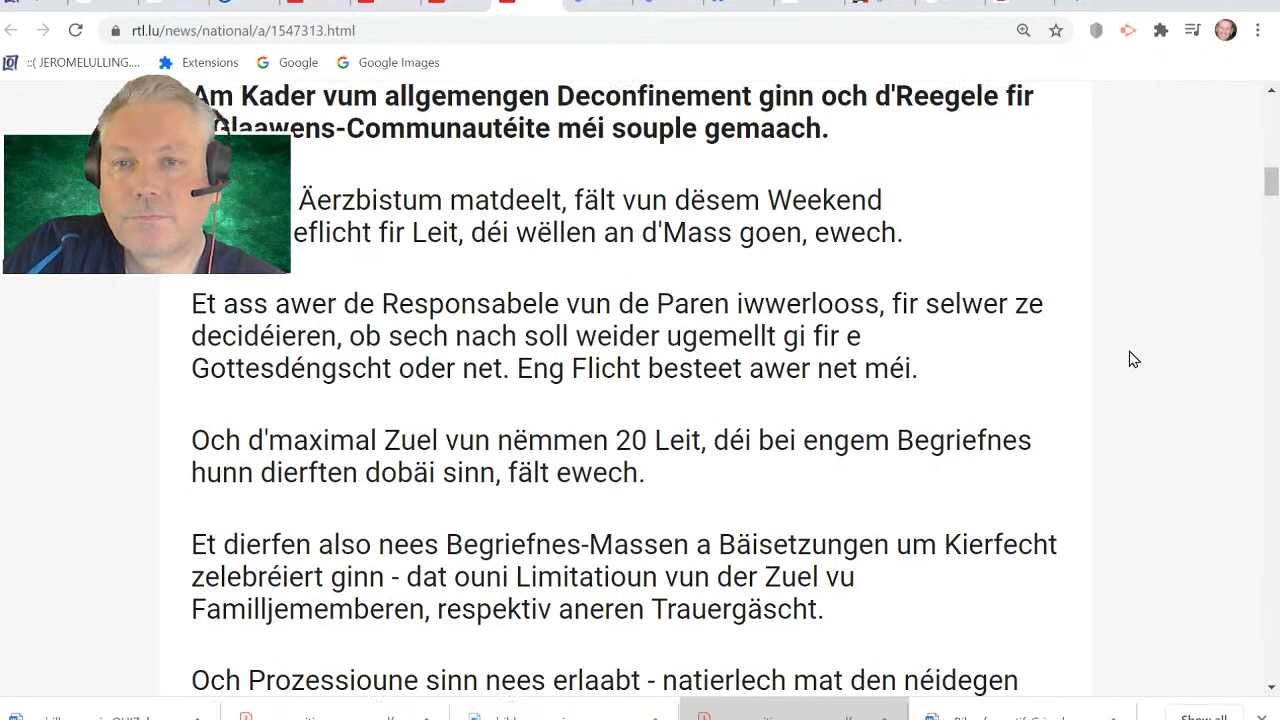 rtl.lu/news/national/a/1547313.html
::( JEROMELULLING.... Extensions Google Google Images
Am Kader vum allgemengen Deconfinement ginn och d'Reegele fir
Glaawens-Communautéite méi souple gemaach.
Äerzbistum matdeelt, fält vun dësem Weekend
eflicht fir Leit, déi wëllen an d'Mass goen, ewech.
Et ass awer de Responsabele vun de Paren iwwerlooss, fir selwer ze
decidéieren, ob sech nach soll weider ugemellt gi fir e
Gottesdéngscht oder net. Eng Flicht besteet awer net méi.
Och d'maximal Zuel vun nëmmen 20 Leit, déi bei engem Begriefnes
hunn dierften dobäi sinn, fält ewech.
Et dierfen also nees Begriefnes-Massen a Bäisetzungen um Kierfecht
zelebréiert ginn - dat ouni Limitatioun vun der Zuel vu
Familljememberen, respektiv aneren Trauergäscht.
Och Prozessioune sinn nees erlaabt - natierlech mat den néidegen
Show all